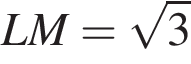 LM = √3